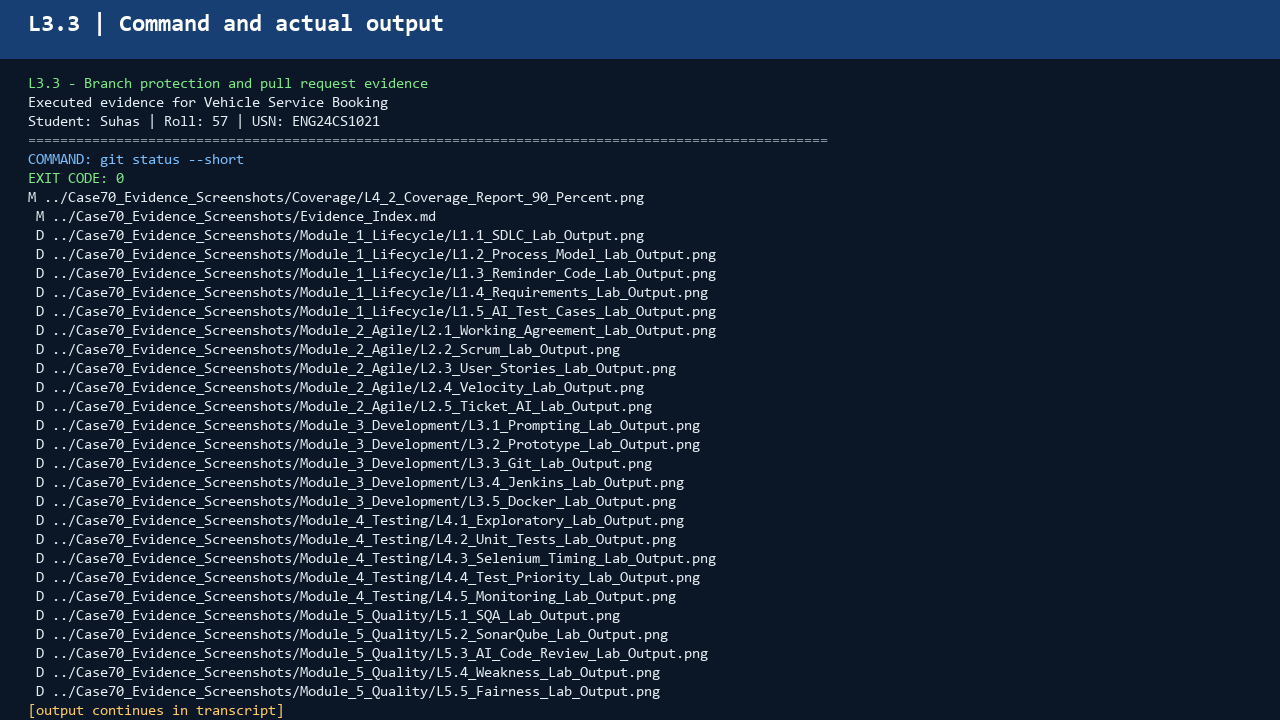 L3.3 | Command and actual output
L3.3 - Branch protection and pull request evidence
Executed evidence for Vehicle Service Booking
Student: Suhas | Roll: 57 | USN: ENG24CS1021
====================================================================================================
COMMAND: git status --short
EXIT CODE: 0
M ../Case70_Evidence_Screenshots/Coverage/L4_2_Coverage_Report_90_Percent.png
 M ../Case70_Evidence_Screenshots/Evidence_Index.md
 D ../Case70_Evidence_Screenshots/Module_1_Lifecycle/L1.1_SDLC_Lab_Output.png
 D ../Case70_Evidence_Screenshots/Module_1_Lifecycle/L1.2_Process_Model_Lab_Output.png
 D ../Case70_Evidence_Screenshots/Module_1_Lifecycle/L1.3_Reminder_Code_Lab_Output.png
 D ../Case70_Evidence_Screenshots/Module_1_Lifecycle/L1.4_Requirements_Lab_Output.png
 D ../Case70_Evidence_Screenshots/Module_1_Lifecycle/L1.5_AI_Test_Cases_Lab_Output.png
 D ../Case70_Evidence_Screenshots/Module_2_Agile/L2.1_Working_Agreement_Lab_Output.png
 D ../Case70_Evidence_Screenshots/Module_2_Agile/L2.2_Scrum_Lab_Output.png
 D ../Case70_Evidence_Screenshots/Module_2_Agile/L2.3_User_Stories_Lab_Output.png
 D ../Case70_Evidence_Screenshots/Module_2_Agile/L2.4_Velocity_Lab_Output.png
 D ../Case70_Evidence_Screenshots/Module_2_Agile/L2.5_Ticket_AI_Lab_Output.png
 D ../Case70_Evidence_Screenshots/Module_3_Development/L3.1_Prompting_Lab_Output.png
 D ../Case70_Evidence_Screenshots/Module_3_Development/L3.2_Prototype_Lab_Output.png
 D ../Case70_Evidence_Screenshots/Module_3_Development/L3.3_Git_Lab_Output.png
 D ../Case70_Evidence_Screenshots/Module_3_Development/L3.4_Jenkins_Lab_Output.png
 D ../Case70_Evidence_Screenshots/Module_3_Development/L3.5_Docker_Lab_Output.png
 D ../Case70_Evidence_Screenshots/Module_4_Testing/L4.1_Exploratory_Lab_Output.png
 D ../Case70_Evidence_Screenshots/Module_4_Testing/L4.2_Unit_Tests_Lab_Output.png
 D ../Case70_Evidence_Screenshots/Module_4_Testing/L4.3_Selenium_Timing_Lab_Output.png
 D ../Case70_Evidence_Screenshots/Module_4_Testing/L4.4_Test_Priority_Lab_Output.png
 D ../Case70_Evidence_Screenshots/Module_4_Testing/L4.5_Monitoring_Lab_Output.png
 D ../Case70_Evidence_Screenshots/Module_5_Quality/L5.1_SQA_Lab_Output.png
 D ../Case70_Evidence_Screenshots/Module_5_Quality/L5.2_SonarQube_Lab_Output.png
 D ../Case70_Evidence_Screenshots/Module_5_Quality/L5.3_AI_Code_Review_Lab_Output.png
 D ../Case70_Evidence_Screenshots/Module_5_Quality/L5.4_Weakness_Lab_Output.png
 D ../Case70_Evidence_Screenshots/Module_5_Quality/L5.5_Fairness_Lab_Output.png
[output continues in transcript]